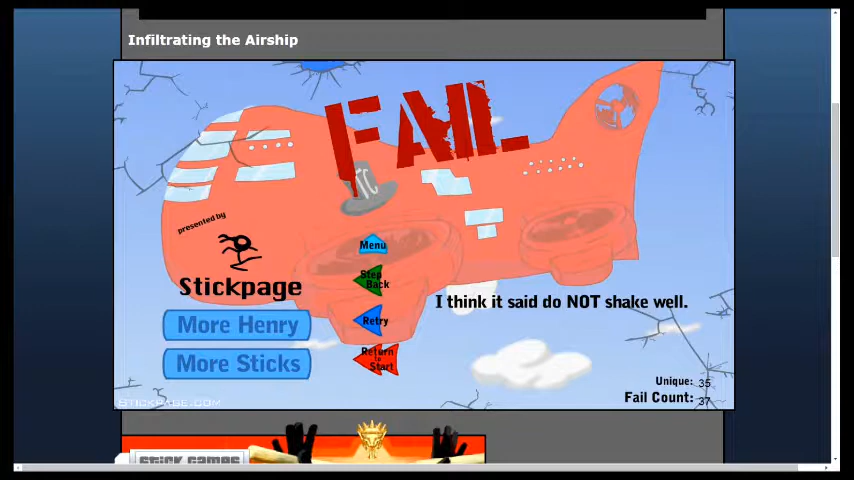 Infiltrating the Airship
FAIL
TC
presented by
Stickpage
More Henry
More Sticks
Menu
Step
Back
Retry
Return
to
Start
I think it said do NOT shake well.
Unique: 35
Fail Count: 37
STICKPAGE.COM
STICK GAMES